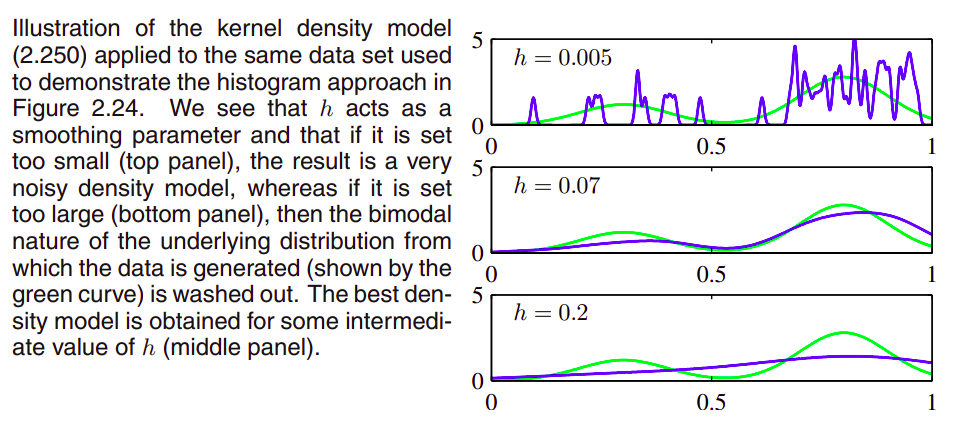 Illustration of the kernel density model
(2.250) applied to the same data set used
to demonstrate the histogram approach in
Figure 2.24. We see that h acts as a
smoothing parameter and that if it is set
too small (top panel), the result is a very
noisy density model, whereas if it is set
too large (bottom panel), then the bimodal
nature of the underlying distribution from
which the data is generated (shown by the
green curve) is washed out. The best den-
sity model is obtained for some intermedi-
ate value of h (middle panel).
5
h = 0.005
0
0 0.5 1
5
h = 0.07
0
0 0.5 1
5
h = 0.2
0
0 0.5 1